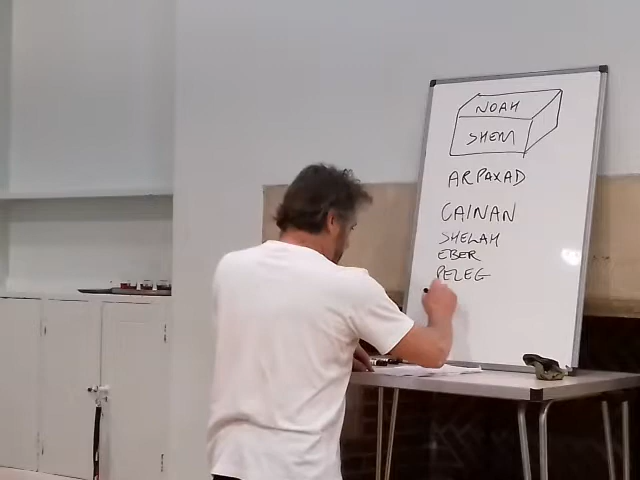 NOAH
SHEM
ARPAXAD
CAINAN
SHELAH
EBER
PELEG